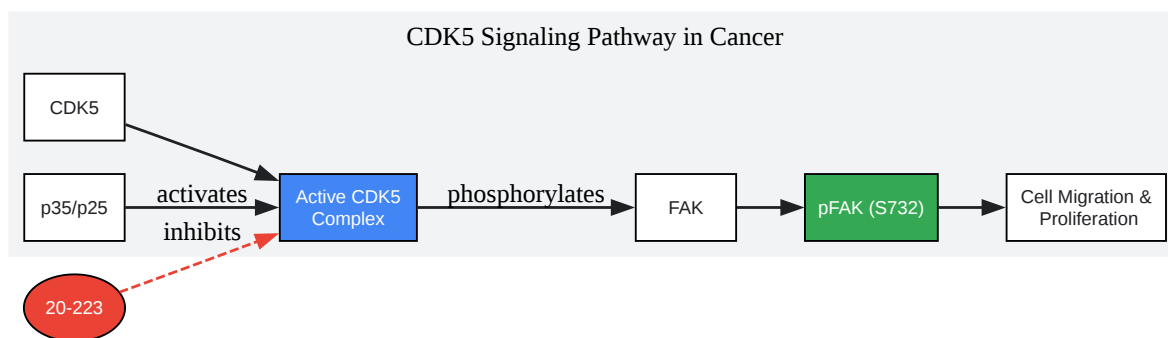 CDK5 Signaling Pathway in Cancer
CDK5
p35/p25
activates
inhibits
Active CDK5
Complex
phosphorylates
FAK
pFAK (S732)
Cell Migration &
Proliferation
20-223